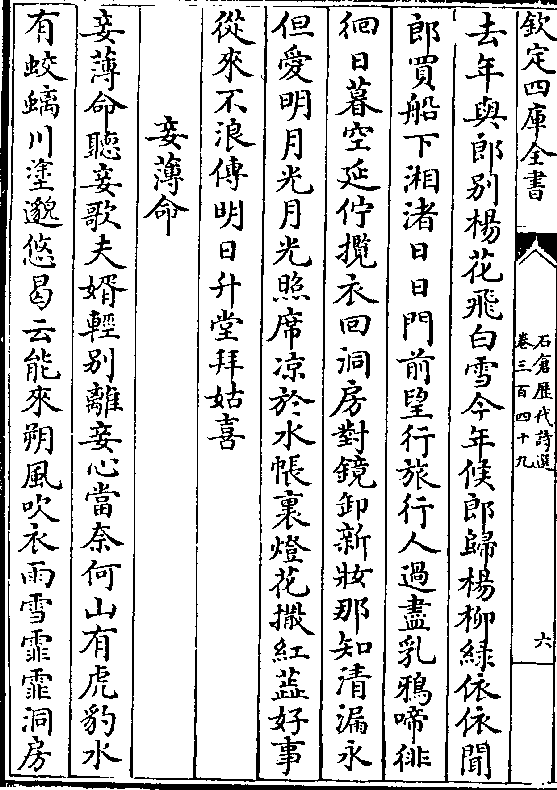 欽定四庫全書
石倉歷代詩選
卷三百四十九
六
去年與郎別楊花飛白雪今年候郎歸楊柳緑依依聞
郎買船下湘渚日日門前望行旅行人過盡乳鴉啼徘
徊日暮空延佇攬衣回洞房對鏡卸新妝那知清漏永
但愛明月光月光照席凉於水帳裏燈花撒紅蕋好事
從來不浪傳明日升堂拜姑喜
妾薄命
妾薄命聽妾歌夫婿輕别離妾心當奈何山有虎豹水
有蛟螭川塗邈悠曷云能來朔風吹衣雨雪霏霏洞房